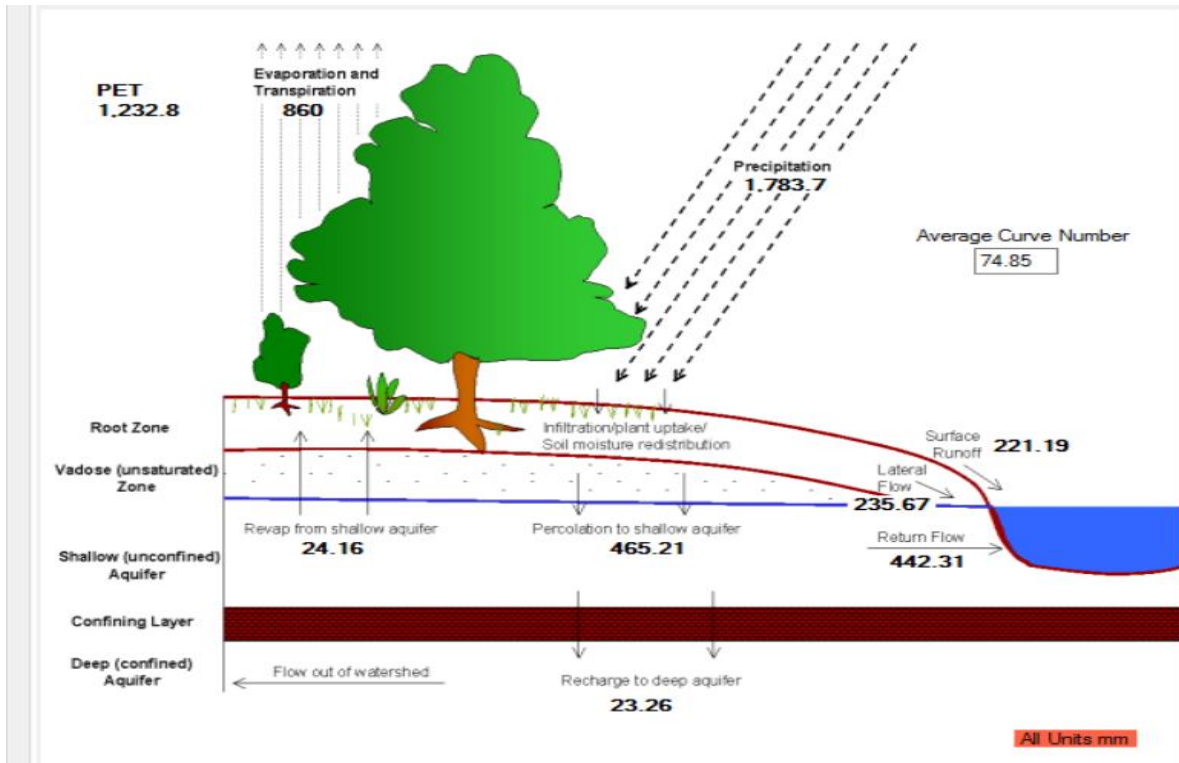 PET
1,232.8
Evaporation and
Transpiration
860
Precipitation
1,783.7
Average Curve Number
74.85
Root Zone
Infiltration/plant uptake/
Soil moisture redistribution
Surface
Runoff
221.19
Vadose (unsaturated)
Zone
Lateral
Flow
235.67
Revap from shallow aquifer
24.16
Percolation to shallow aquifer
465.21
Return Flow
442.31
Shallow (unconfined)
Aquifer
Confining Layer
Deep (confined)
Aquifer
Flow out of watershed
Recharge to deep aquifer
23.26
All Units mm